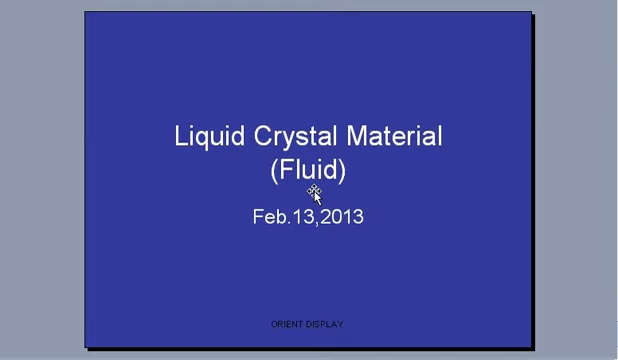 Liquid Crystal Material
(Fluid)
Feb.13,2013
ORIENT DISPLAY